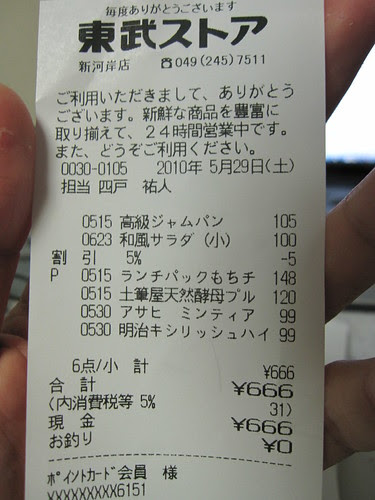 毎度ありがとうございます
東武ストア
新河岸店 ☎049(245)7511
ご利用いただきまして、ありがとう
ございます。新鮮な商品を豊富に
取り揃えて、２４時間営業中です。
また、どうぞご利用ください。
0030-0105 2010年 5月29日(土)
担当 四戸 祐人
0515 高級ジャムパン 105
0623 和風サラダ（小） 100
割 引 5% -5
P 0515 ランチパックもちチ 148
0515 土筆屋天然酵母プル 120
0530 アサヒ ミンティア 99
0530 明治キシリッシュハイ 99
6点/小 計 ¥666
合 計 ¥666
(内消費税等 5% 31)
現 金 ¥666
お釣り ¥0
ﾎﾟｲﾝﾄｶｰﾄﾞ会員 様
XXXXXXXXX6151